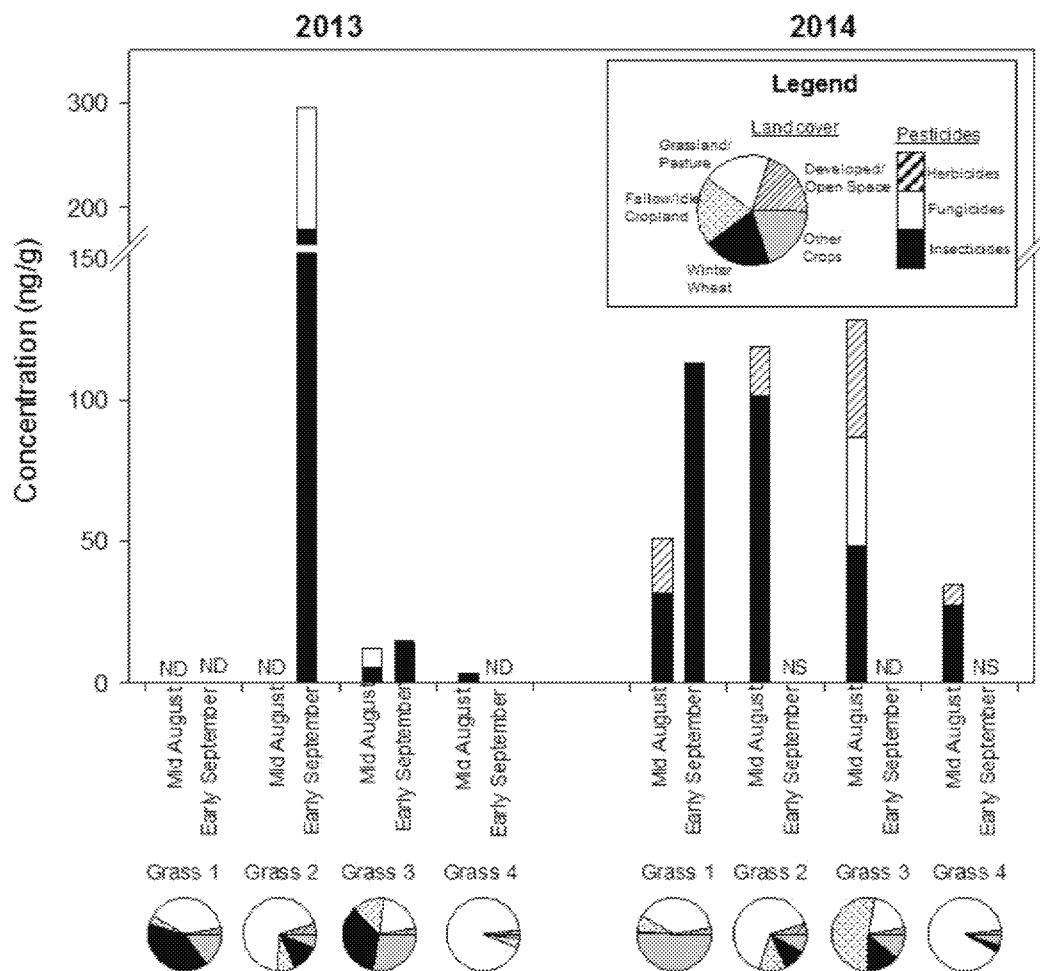 2013
2014
Concentration (ng/g)
300
200
150
100
50
0
Legend
Land cover
Grassland/
Pasture
Developed/
Open Space
Fallow/Idle
Cropland
Other
Crops
Winter
Wheat
Pesticides
Herbicides
Fungicides
Insecticides
ND
ND
ND
ND
NS
ND
NS
Mid August
Early September
Mid August
Early September
Mid August
Early September
Mid August
Early September
Mid August
Early September
Mid August
Early September
Mid August
Early September
Mid August
Early September
Grass 1
Grass 2
Grass 3
Grass 4
Grass 1
Grass 2
Grass 3
Grass 4